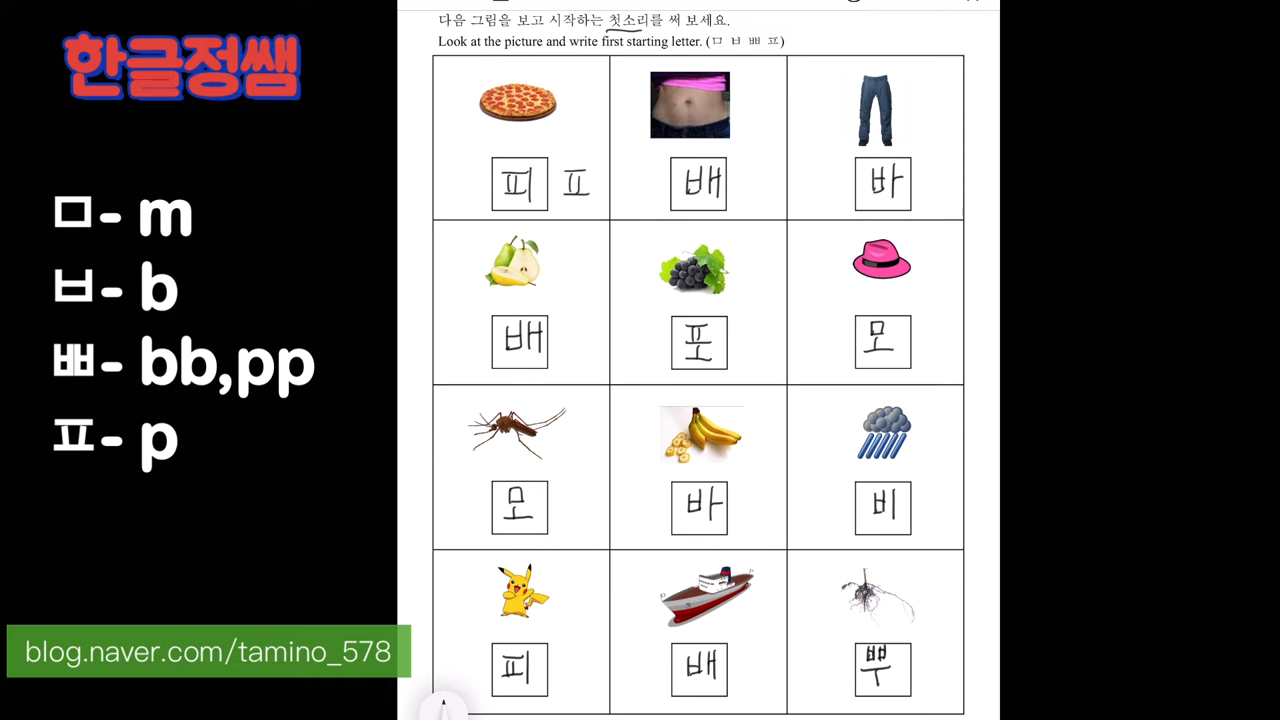 다음 그림을 보고 시작하는 첫소리를 써 보세요.
Look at the picture and write first starting letter. (ㅁ ㅂ ㅃ ㅍ)
한글정쌤
ㅁ- m
ㅂ- b
ㅃ- bb,pp
ㅍ- p
피 ㅍ 배 바
배 포 모
모 바 비
피 배 뿌
blog.naver.com/tamino_578